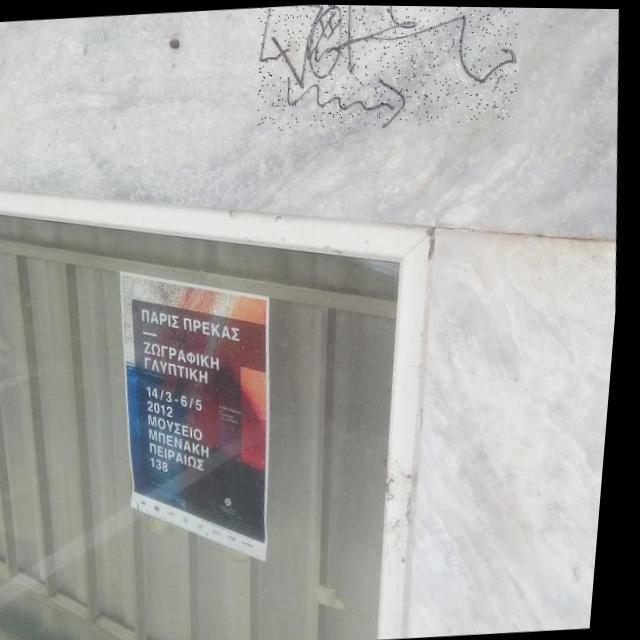 ΠΑΡΙΣ ΠΡΕΚΑΣ
ΖΩΓΡΑΦΙΚΗ
ΓΛΥΠΤΙΚΗ
14/3-6/5
2012
ΜΟΥΣΕΙΟ
ΜΠΕΝΑΚΗ
ΠΕΙΡΑΙΩΣ
138